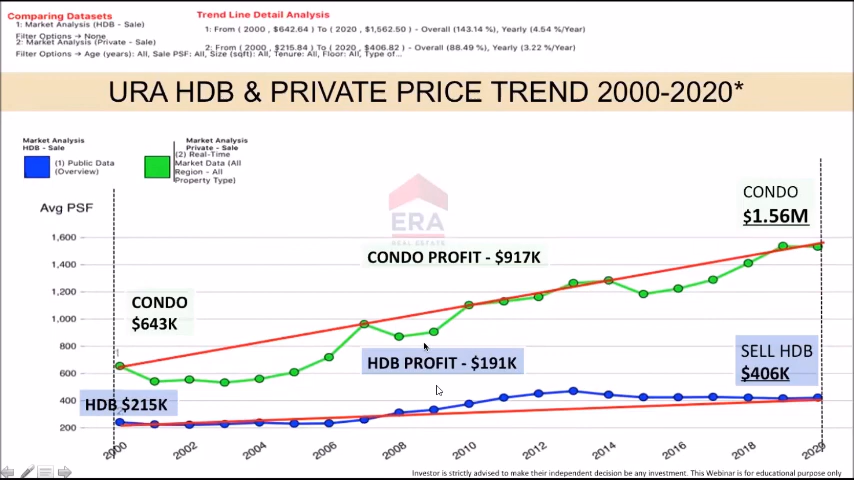 Comparing Datasets
1: Market Analysis (HDB - Sale)
Filter Options → None
2: Market Analysis (Private - Sale)
Filter Options → Age (years): All, Sale PSF: All, Size (sqft): All, Tenure: All, Floor: All, Type of...
Trend Line Detail Analysis
1: From ( 2000 , $642.64 ) To ( 2020 , $1,562.50 ) - Overall (143.14 %), Yearly (4.54 %/Year)
2: From ( 2000 , $215.84 ) To ( 2020 , $406.82 ) - Overall (88.49 %), Yearly (3.22 %/Year)
URA HDB & PRIVATE PRICE TREND 2000-2020*
Market Analysis
HDB - Sale
(1) Public Data
(Overview)
Market Analysis
Private - Sale
(2) Real-Time
Market Data (All
Region - All
Property Type)
Avg PSF
ERA
REAL ESTATE
CONDO
$1.56M
1,600
1,400
1,200
1,000
800
600
400
200
CONDO PROFIT - $917K
CONDO
$643K
HDB PROFIT - $191K
SELL HDB
$406K
HDB $215K
2000
2002
2004
2006
2008
2010
2012
2014
2016
2018
2020
Investor is strictly advised to make their independent decision be any investment. This Webinar is for educational purpose only